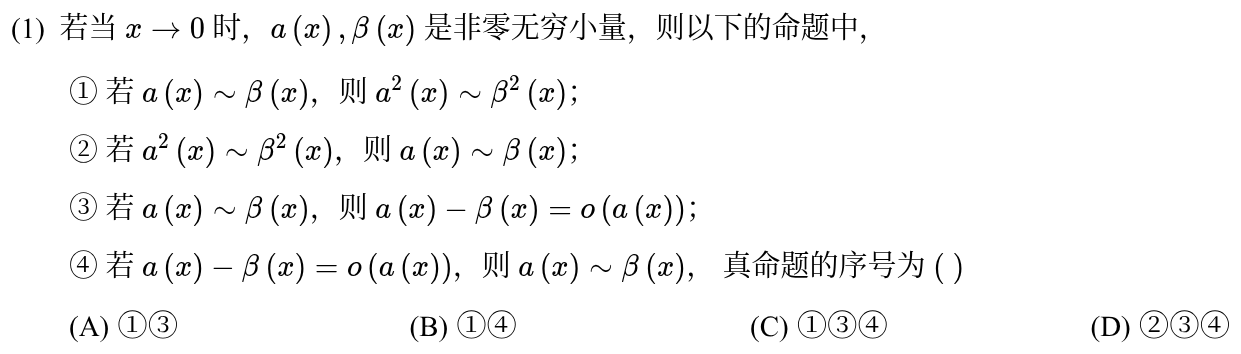 (1) 若当 x → 0 时, a (x) , β (x) 是非零无穷小量, 则以下的命题中,
① 若 a (x) ∼ β (x), 则 a² (x) ∼ β² (x);
② 若 a² (x) ∼ β² (x), 则 a (x) ∼ β (x);
③ 若 a (x) ∼ β (x), 则 a (x) − β (x) = o (a (x));
④ 若 a (x) − β (x) = o (a (x)), 则 a (x) ∼ β (x), 真命题的序号为 ( )
(A) ①③ (B) ①④ (C) ①③④ (D) ②③④